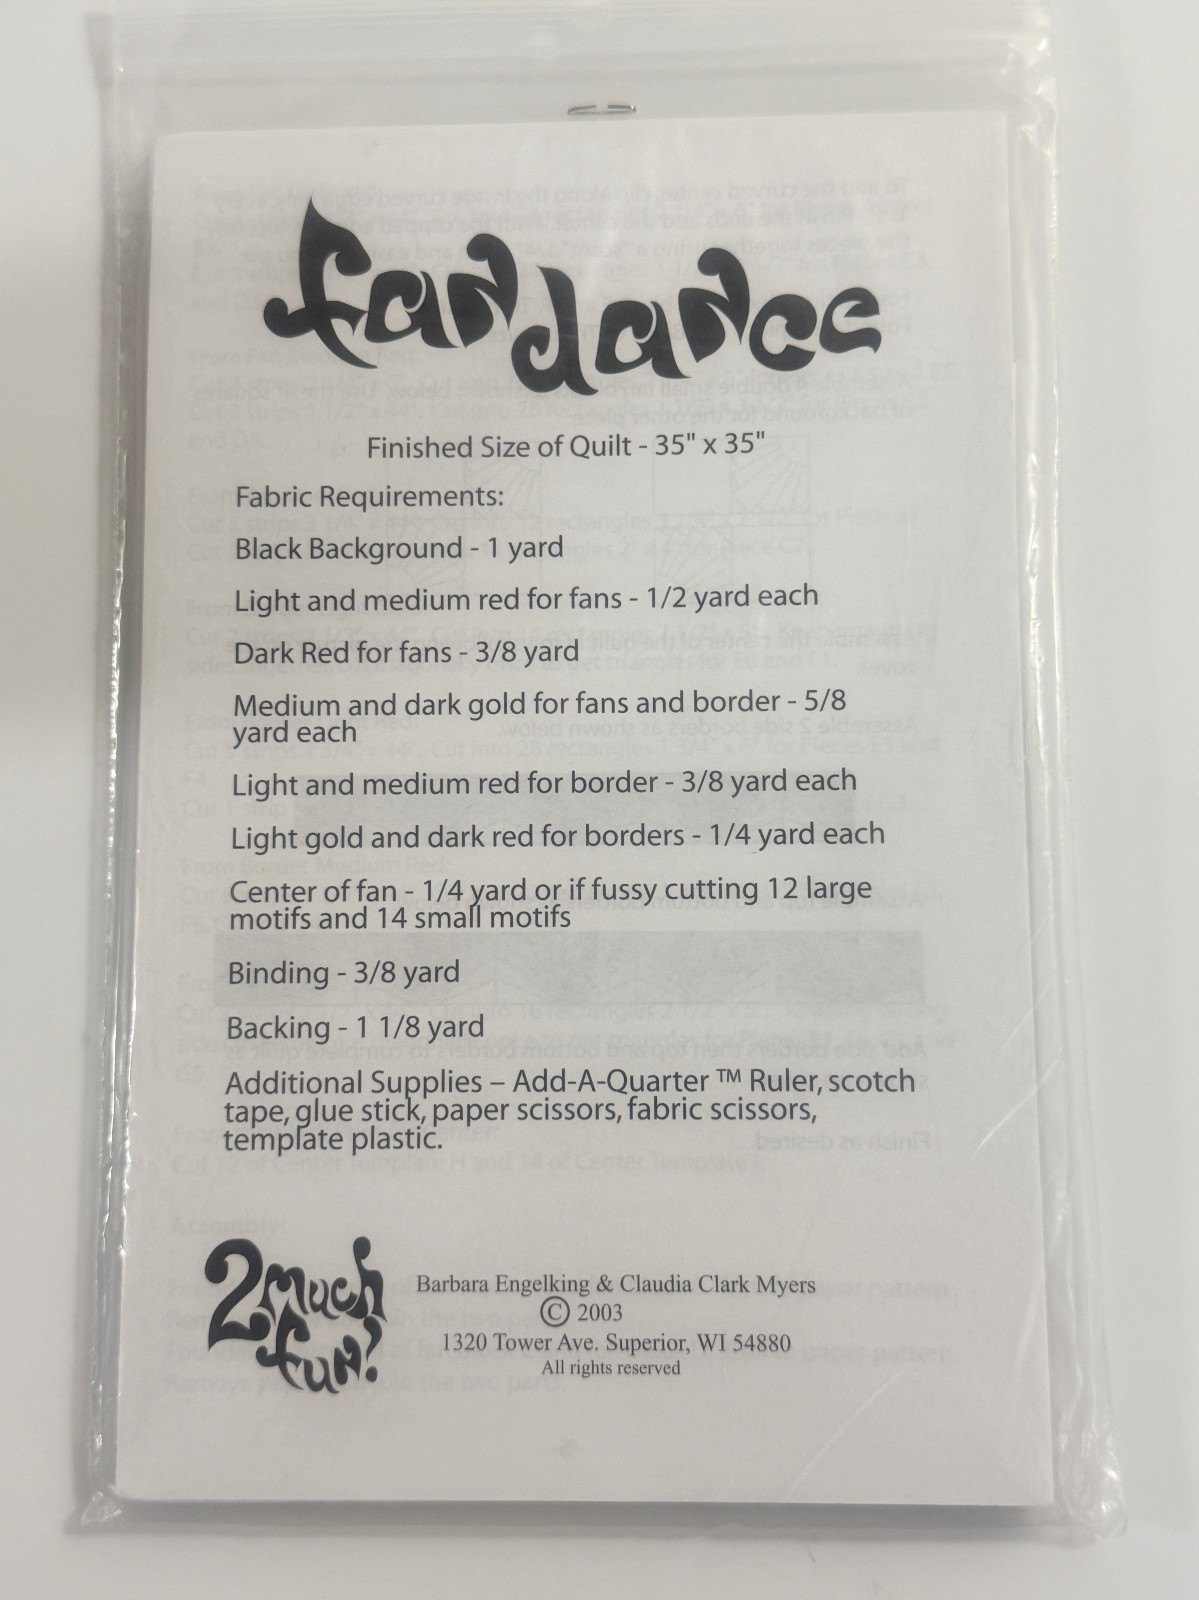 fandance
Finished Size of Quilt - 35" x 35"
Fabric Requirements:
Black Background - 1 yard
Light and medium red for fans - 1/2 yard each
Dark Red for fans - 3/8 yard
Medium and dark gold for fans and border - 5/8
yard each
Light and medium red for border - 3/8 yard each
Light gold and dark red for borders - 1/4 yard each
Center of fan - 1/4 yard or if fussy cutting 12 large
motifs and 14 small motifs
Binding - 3/8 yard
Backing - 1 1/8 yard
Additional Supplies – Add-A-Quarter ™ Ruler, scotch
tape, glue stick, paper scissors, fabric scissors,
template plastic.
2 Much
fun?
Barbara Engelking & Claudia Clark Myers
© 2003
1320 Tower Ave. Superior, WI 54880
All rights reserved